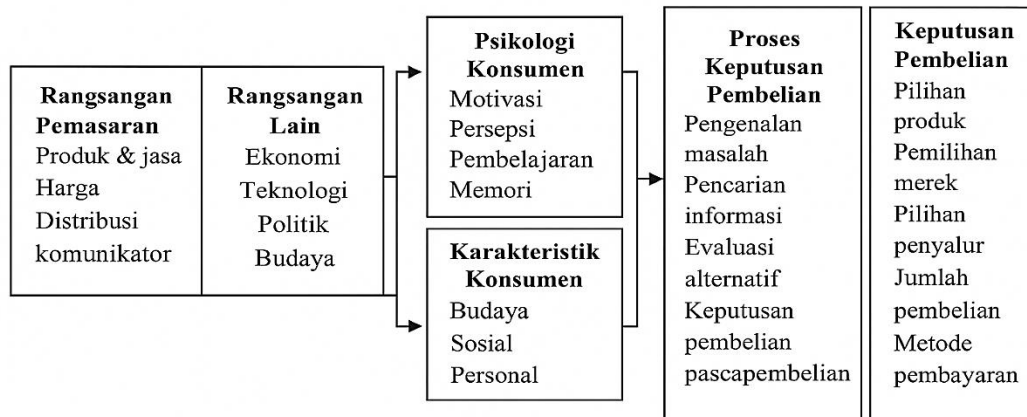 Rangsangan
Pemasaran
Produk & jasa
Harga
Distribusi
komunikator
Rangsangan
Lain
Ekonomi
Teknologi
Politik
Budaya
Psikologi
Konsumen
Motivasi
Persepsi
Pembelajaran
Memori
Karakteristik
Konsumen
Budaya
Sosial
Personal
Proses
Keputusan
Pembelian
Pengenalan
masalah
Pencarian
informasi
Evaluasi
alternatif
Keputusan
pembelian
pascapembelian
Keputusan
Pembelian
Pilihan
produk
Pemilihan
merek
Pilihan
penyalur
Jumlah
pembelian
Metode
pembayaran